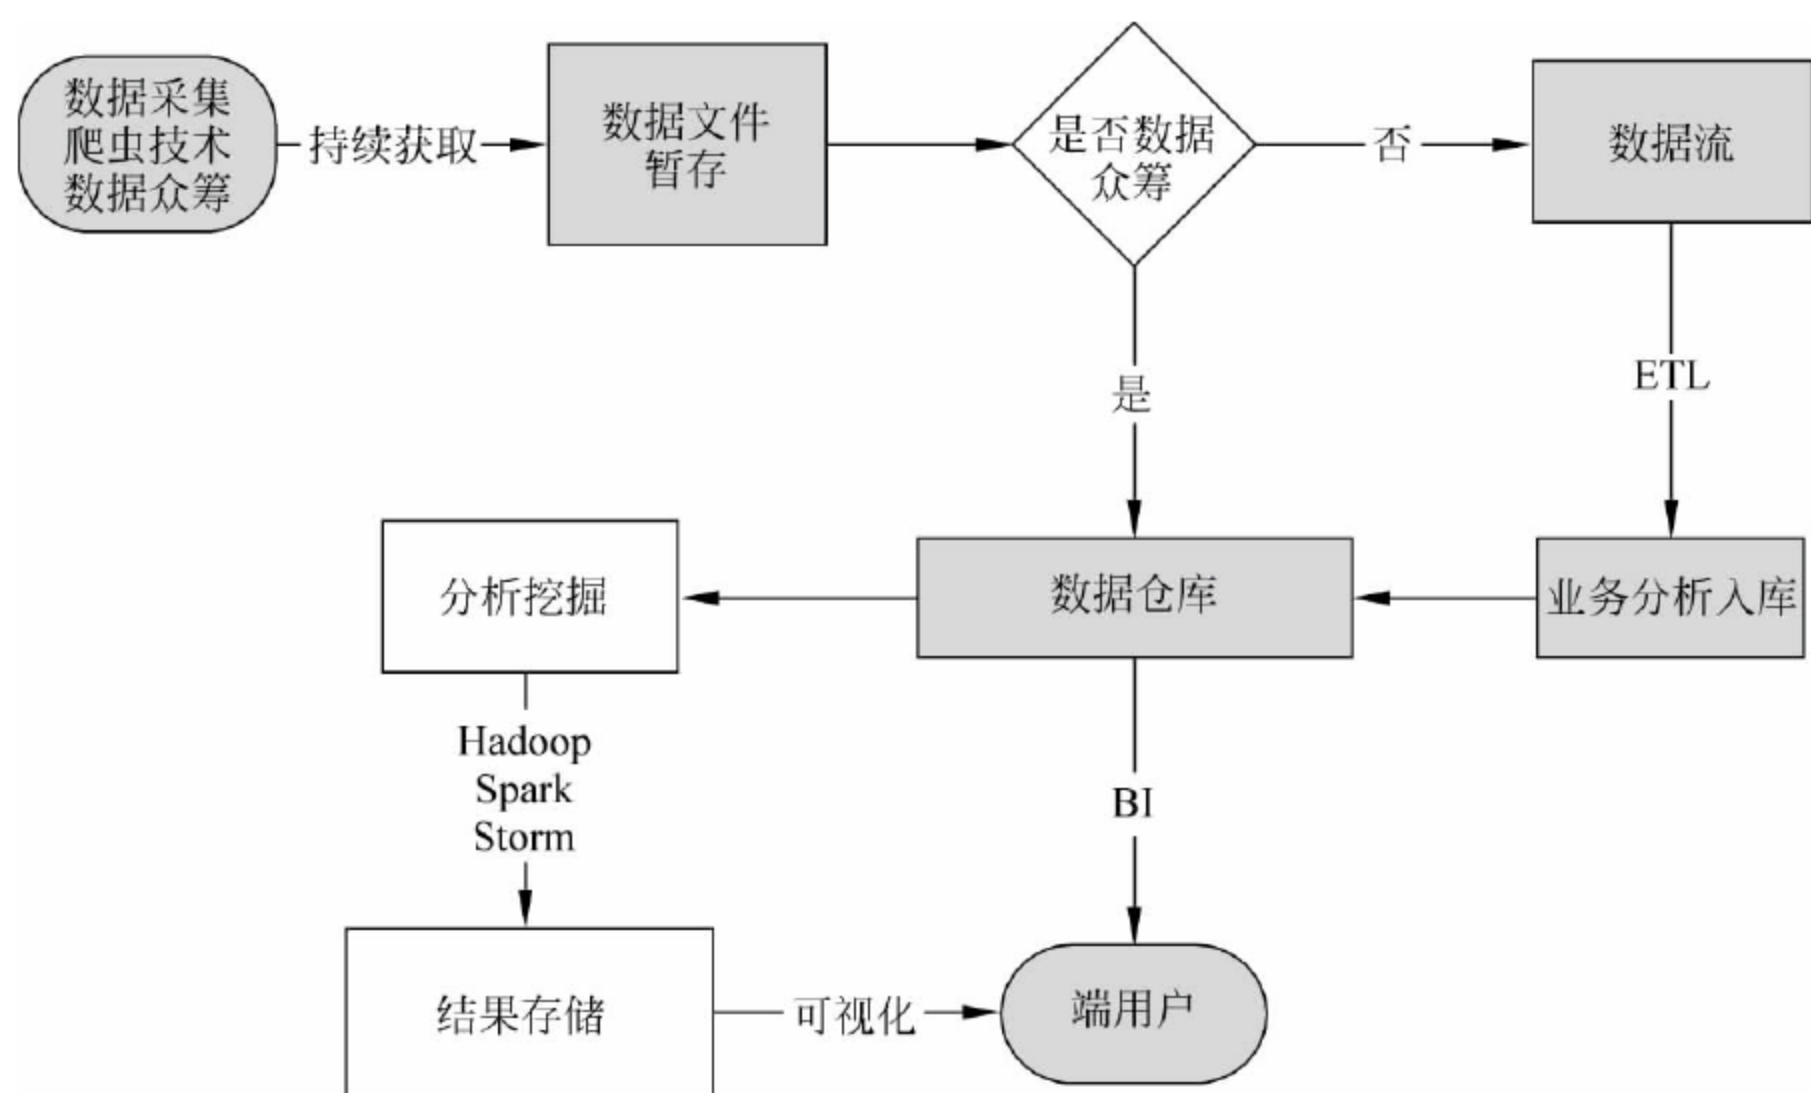 数据采集
爬虫技术
数据众筹
持续获取
数据文件
暂存
是否数据
众筹
否
数据流
是
ETL
分析挖掘
数据仓库
业务分析入库
Hadoop
Spark
Storm
BI
结果存储
可视化
端用户